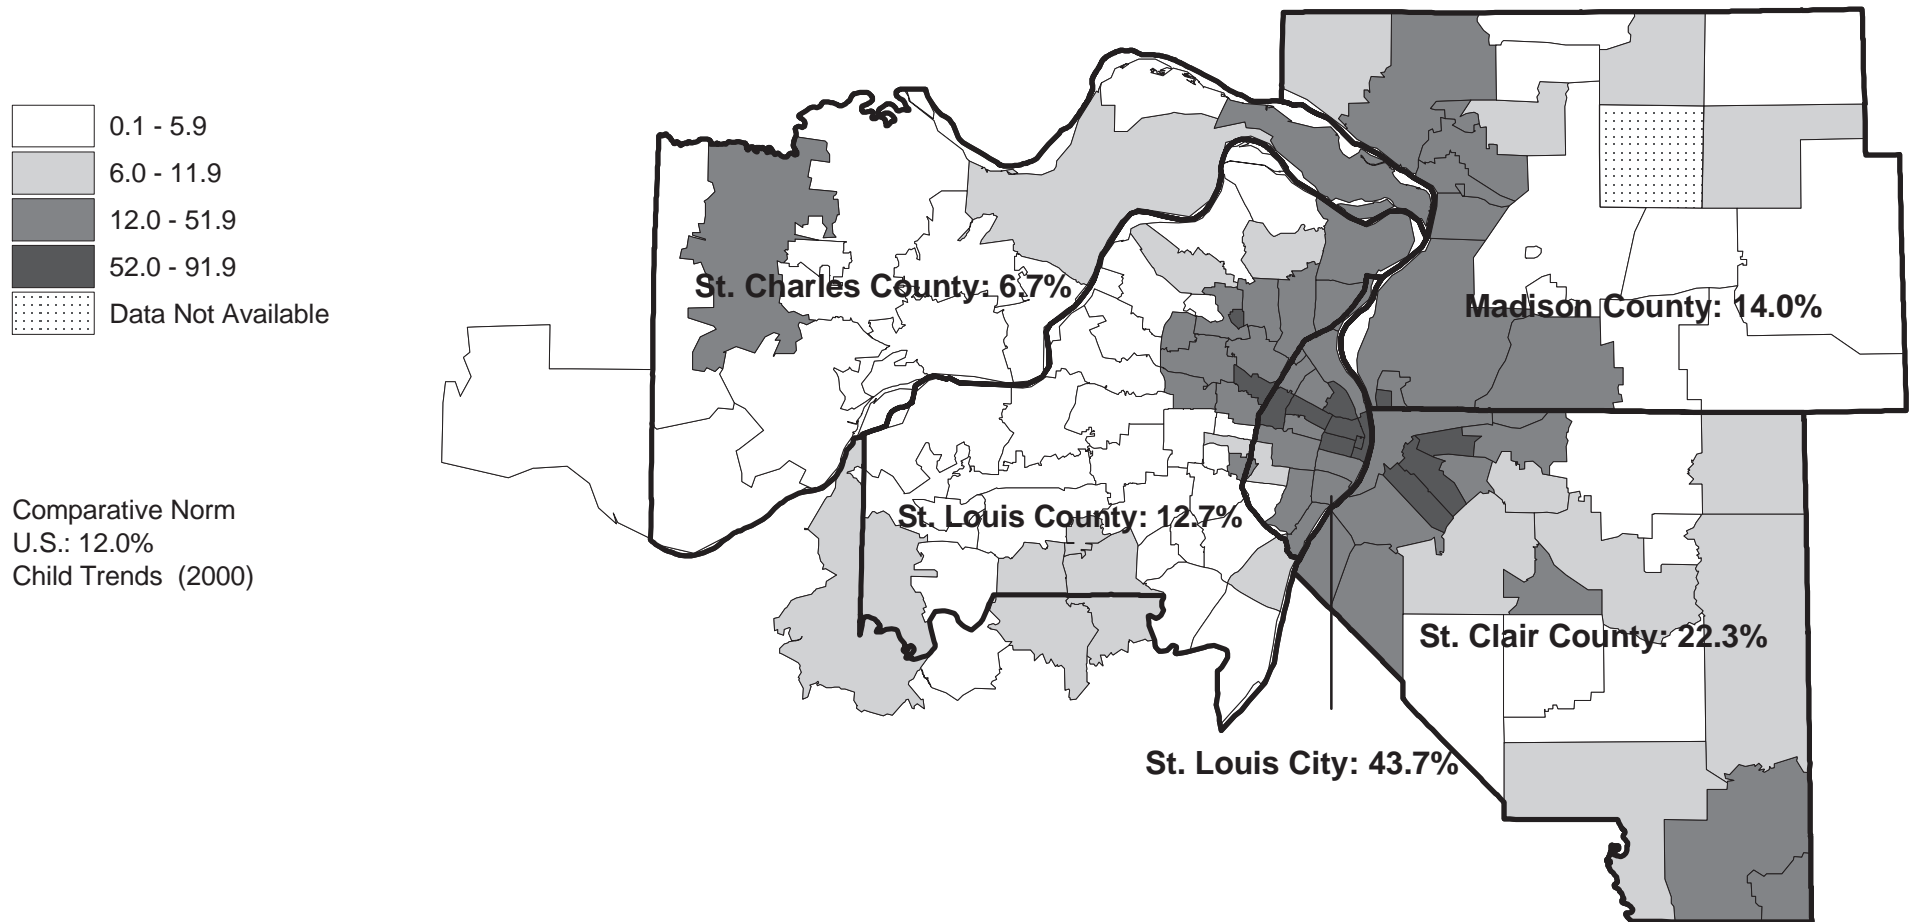 0.1 - 5.9
6.0 - 11.9
12.0 - 51.9
52.0 - 91.9
Data Not Available
Comparative Norm
U.S.: 12.0%
Child Trends (2000)
St. Charles County: 6.7%
Madison County: 14.0%
St. Louis County: 12.7%
St. Clair County: 22.3%
St. Louis City: 43.7%